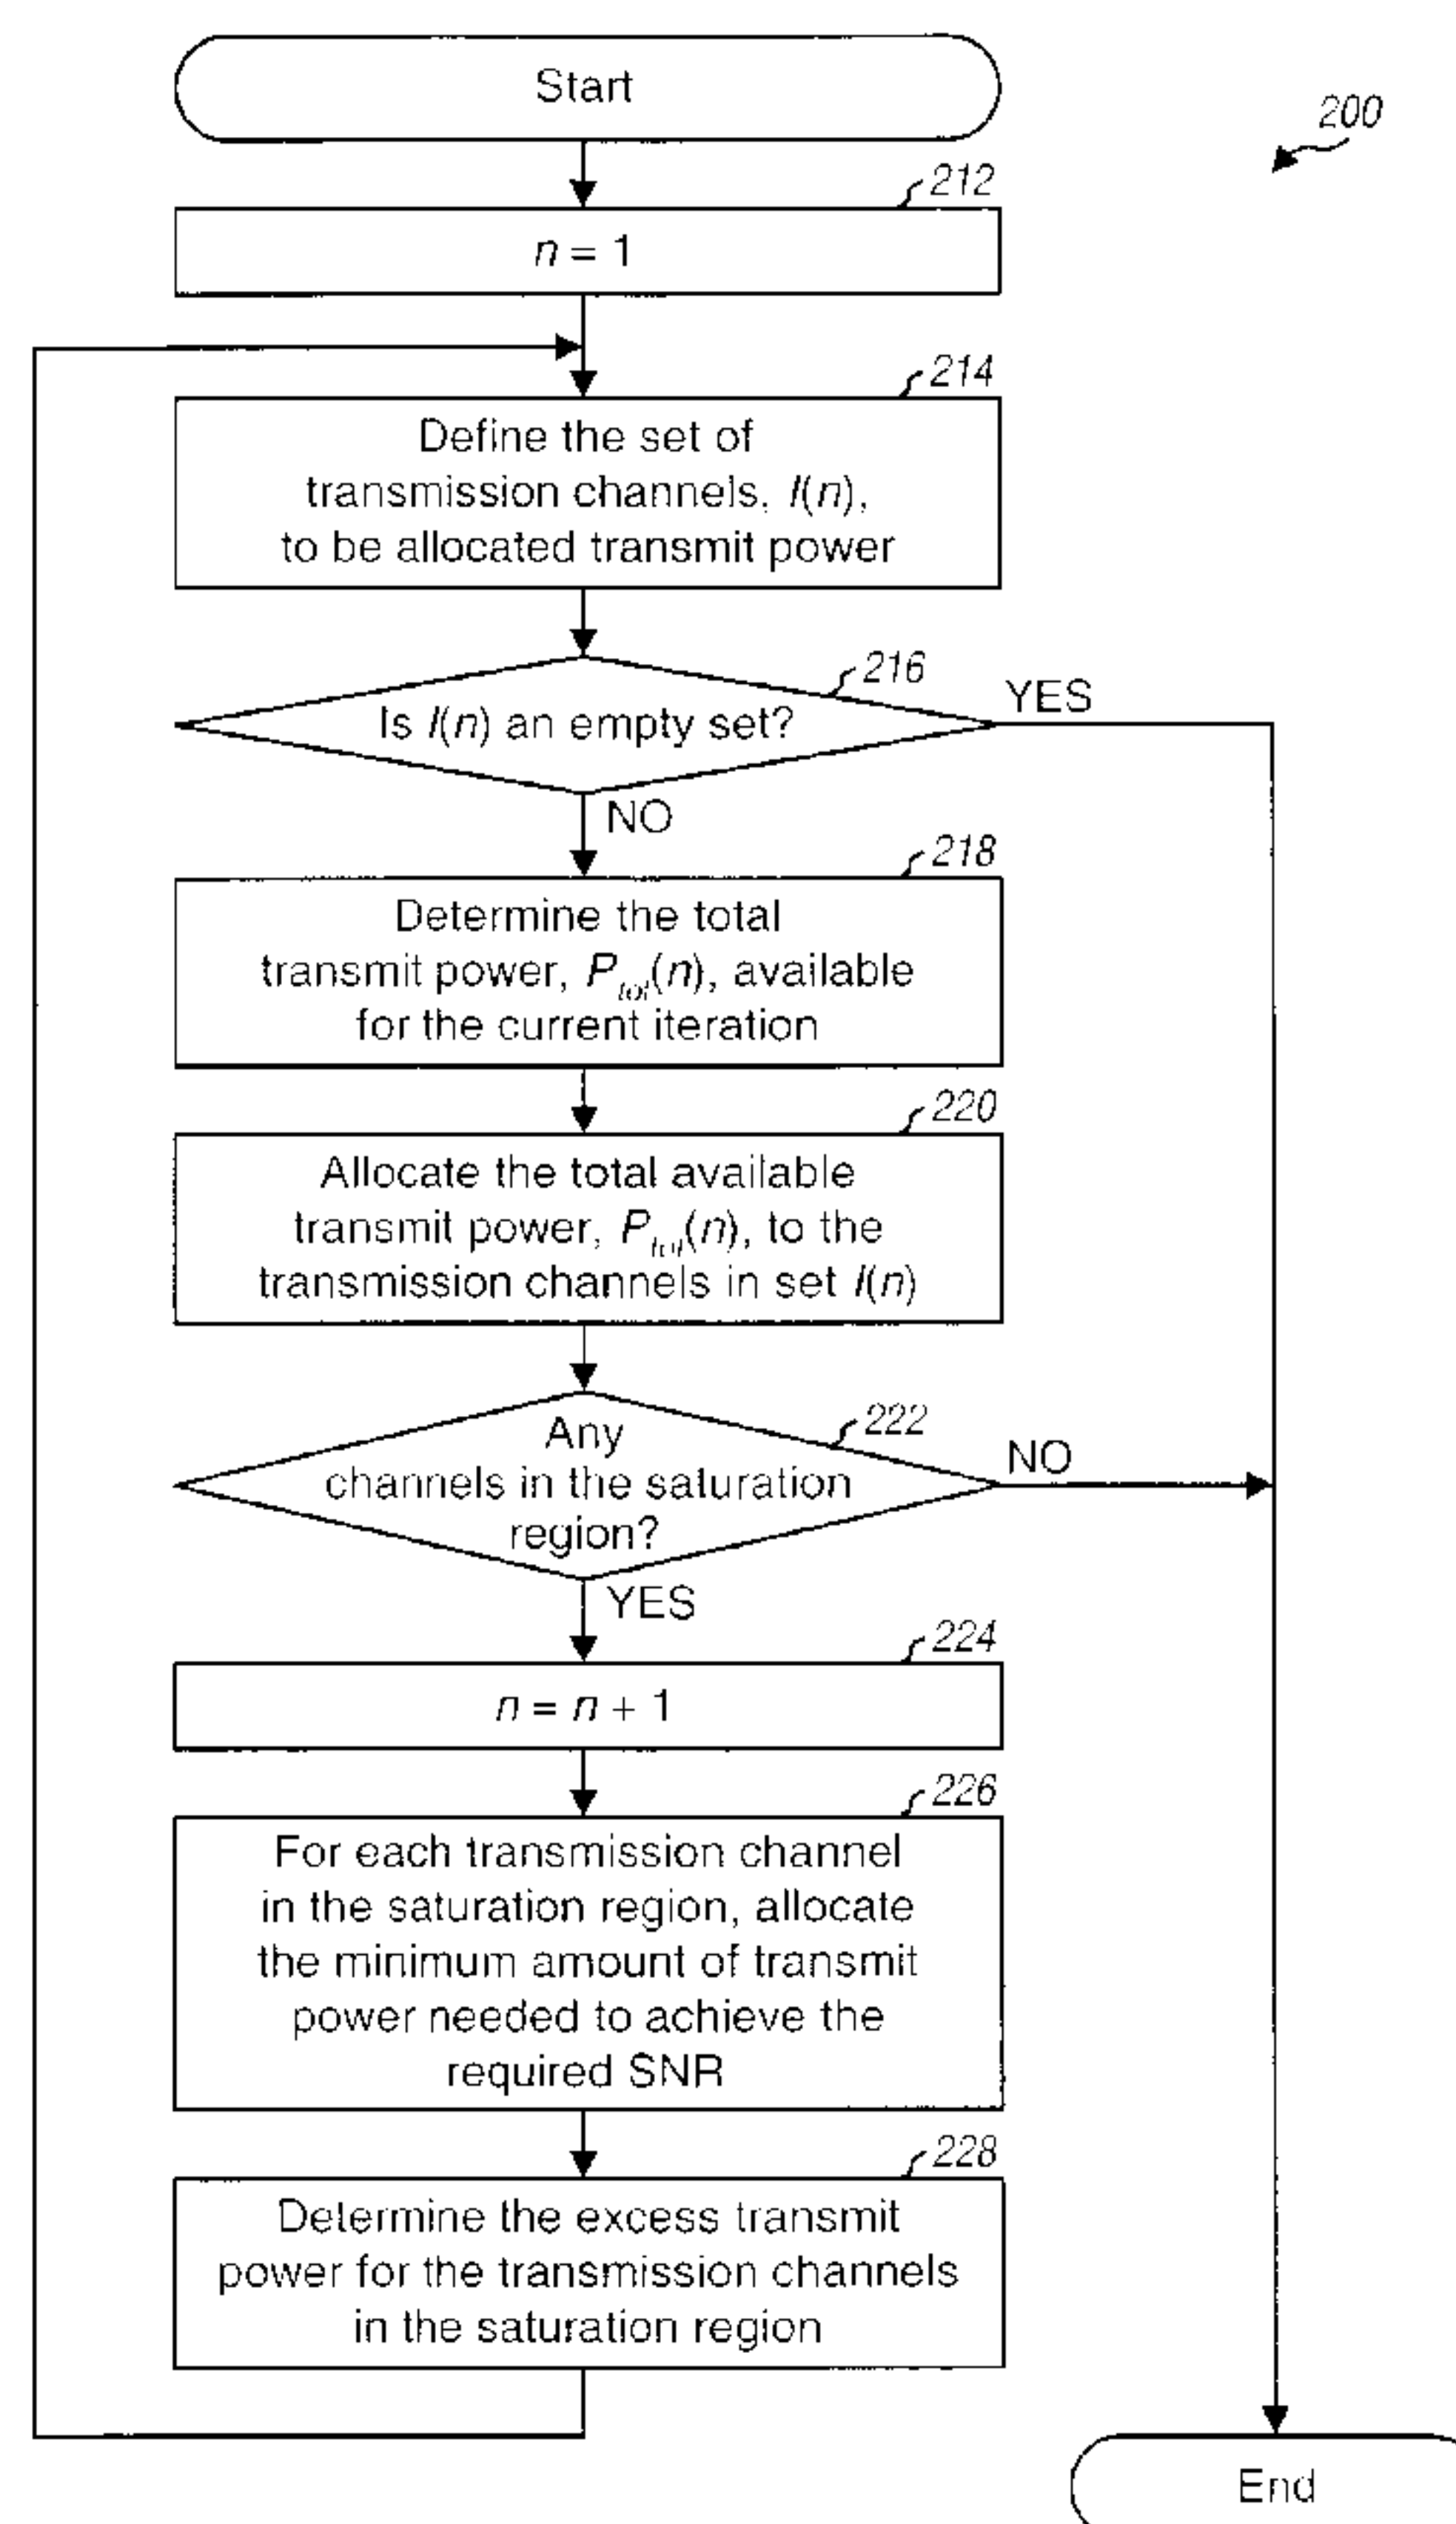 Start
200
212
n = 1
214
Define the set of
transmission channels, I(n),
to be allocated transmit power
216
Is I(n) an empty set?
YES
NO
218
Determine the total
transmit power, Ptot(n), available
for the current iteration
220
Allocate the total available
transmit power, Ptot(n), to the
transmission channels in set I(n)
222
Any
channels in the saturation
region?
NO
YES
224
n = n + 1
226
For each transmission channel
in the saturation region, allocate
the minimum amount of transmit
power needed to achieve the
required SNR
228
Determine the excess transmit
power for the transmission channels
in the saturation region
End